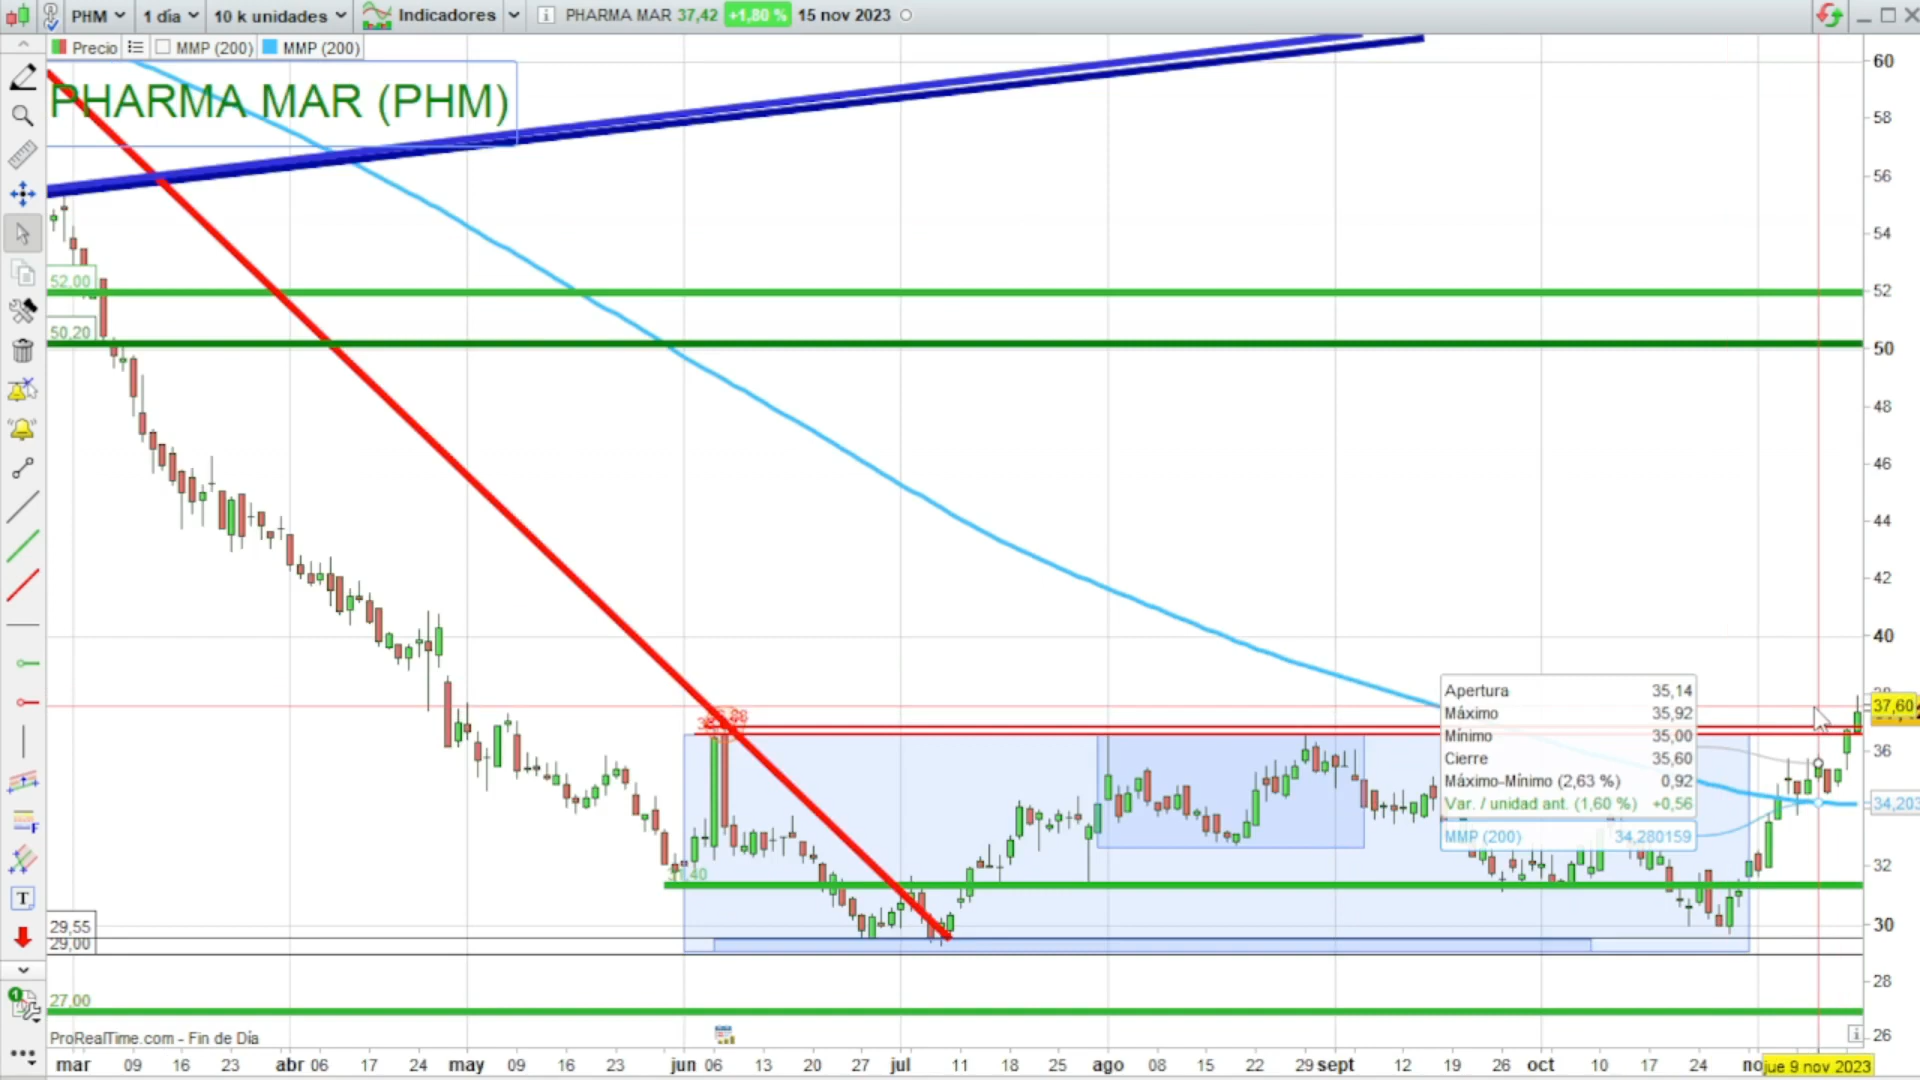 PHM 1 día 10 k unidades Indicadores PHARMA MAR 37,42 +1,80 % 15 nov 2023
Precio MMP (200) MMP (200)
PHARMA MAR (PHM)
60
58
56
54
52,00
52
50,20
50
48
46
44
42
40
37,60
36
Apertura 35,14
Máximo 35,92
Mínimo 35,00
Cierre 35,60
Máximo-Mínimo (2,63 %) 0,92
Var. / unidad ant. (1,60 %) +0,56
MMP (200) 34,280159
34,203
32
30
29,55
29,00
28
27,00
26
ProRealTime.com - Fin de Día
mar 09 16 23 abr 06 17 24 may 09 16 23 jun 06 13 20 27 jul 11 18 25 ago 08 15 22 29 sept 12 19 26 oct 10 17 24 no jue 9 nov 2023